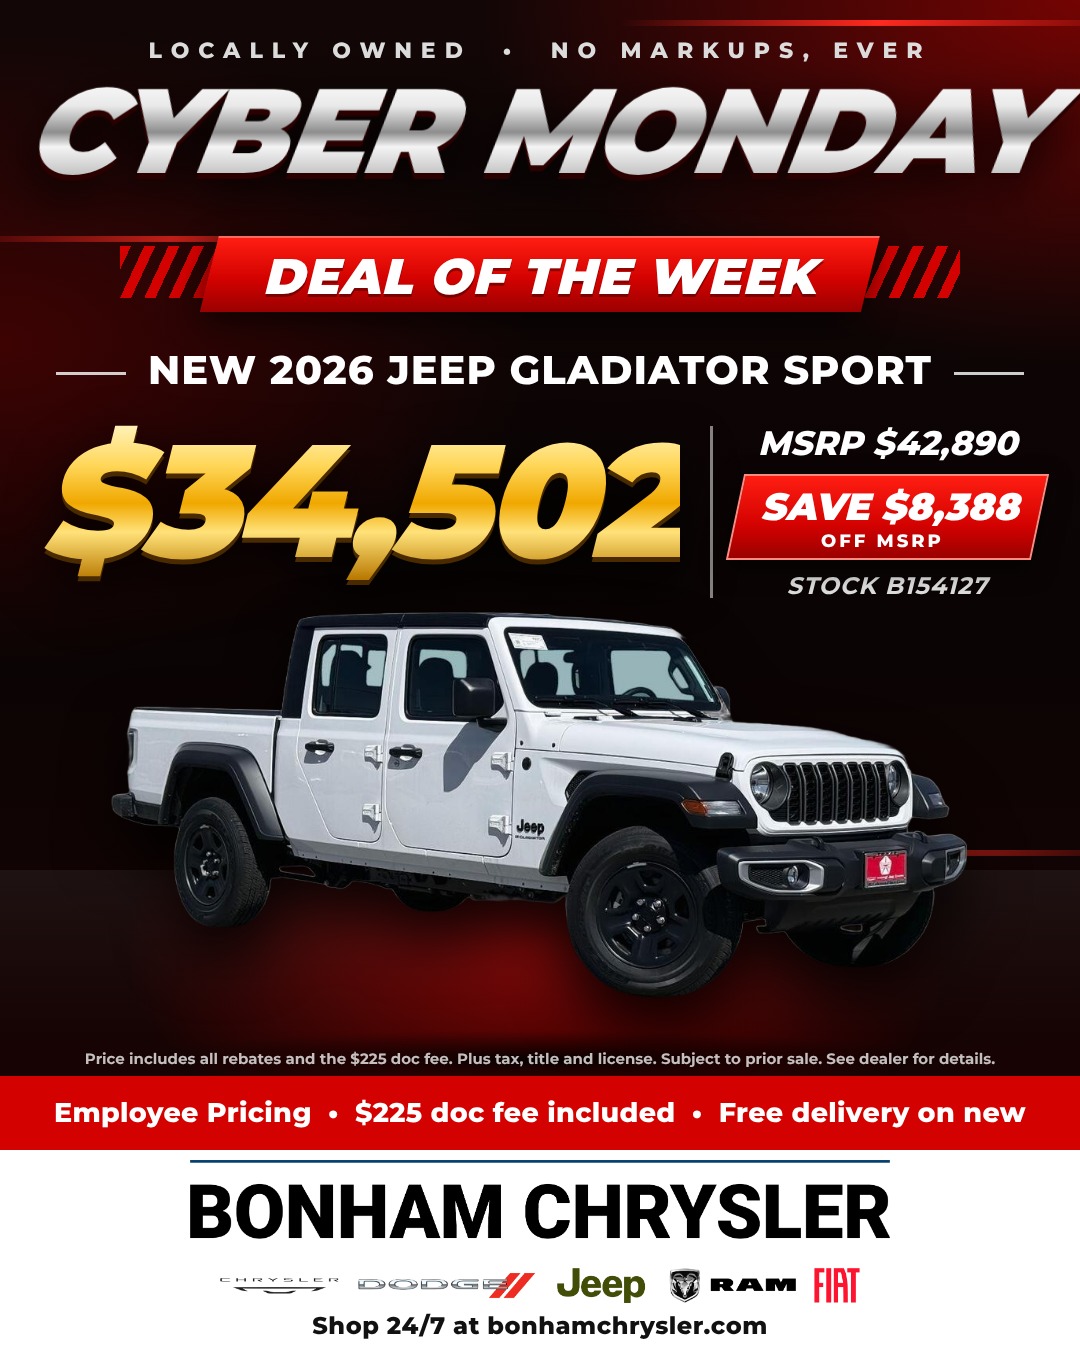 LOCALLY OWNED • NO MARKUPS, EVER
CYBER MONDAY
DEAL OF THE WEEK
NEW 2026 JEEP GLADIATOR SPORT
$34,502
MSRP $42,890
SAVE $8,388
OFF MSRP
STOCK B154127
Jeep
GLADIATOR
Price includes all rebates and the $225 doc fee. Plus tax, title and license. Subject to prior sale. See dealer for details.
Employee Pricing • $225 doc fee included • Free delivery on new
BONHAM CHRYSLER
CHRYSLER DODGE Jeep RAM FIAT
Shop 24/7 at bonhamchrysler.com